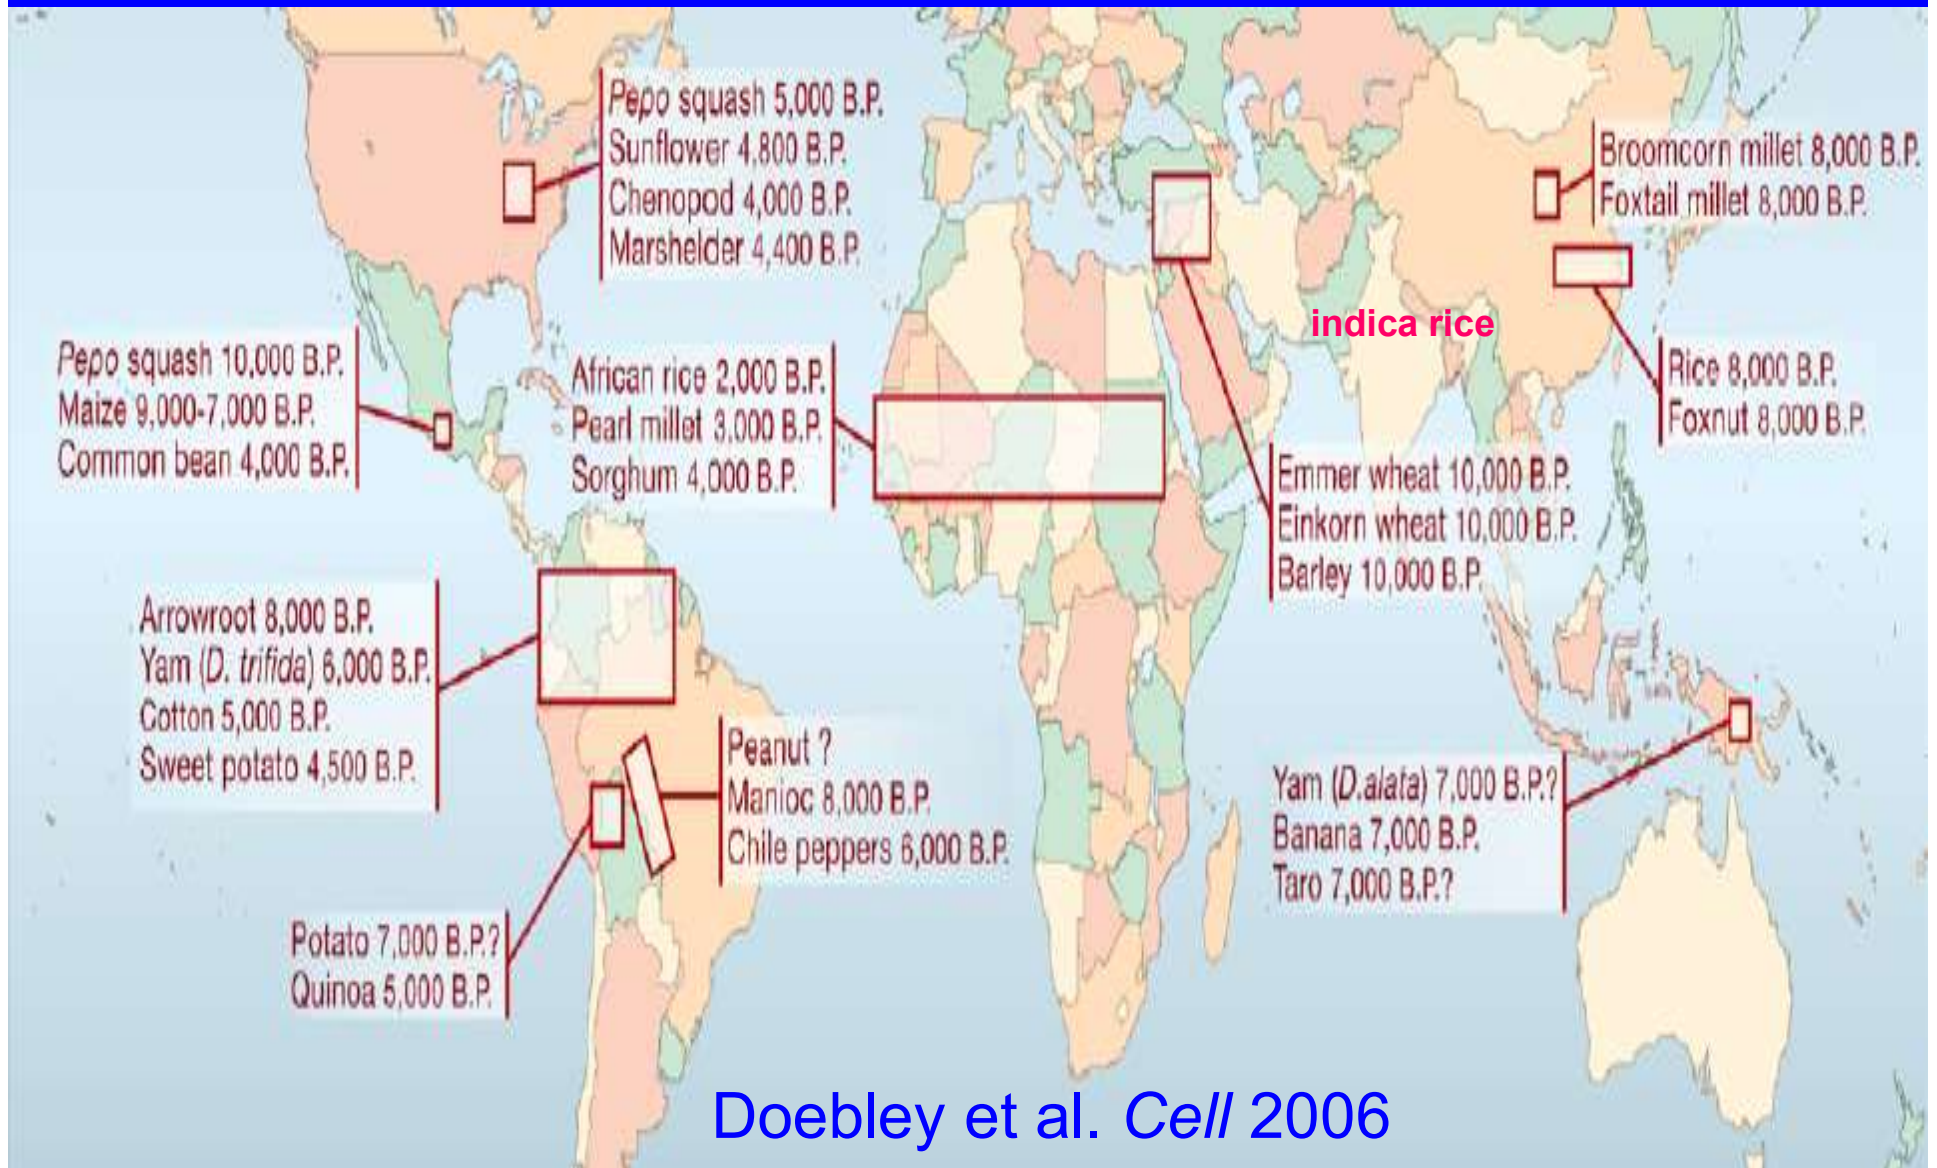 Pepo squash 5,000 B.P.
Sunflower 4.800 B.P.
Chenopod 4,000 B.P.
Marshelder 4,400 B.P.
Broomcorn millet 8,000 B.P.
Foxtail millet 8,000 B.P.
indica rice
Pepo squash 10,000 B.P.
Maize 9,000-7,000 B.P.
Common bean 4,000 B.P.
African rice 2,000 B.P.
Pearl millet 3,000 B.P.
Sorghum 4,000 B.P.
Rice 8,000 B.P.
Foxnut 8,000 B.P.
Emmer wheat 10,000 B.P.
Einkorn wheat 10,000 B.P.
Barley 10,000 B.P.
Arrowroot 8,000 B.P.
Yam (D. trifida) 6,000 B.P.
Cotton 5,000 B.P.
Sweet potato 4,500 B.P.
Peanut ?
Manioc 8,000 B.P.
Chile peppers 6,000 B.P.
Yam (D.alata) 7,000 B.P.?
Banana 7,000 B.P.
Taro 7,000 B.P.?
Potato 7,000 B.P.?
Quinoa 5,000 B.P.
Doebley et al. Cell 2006